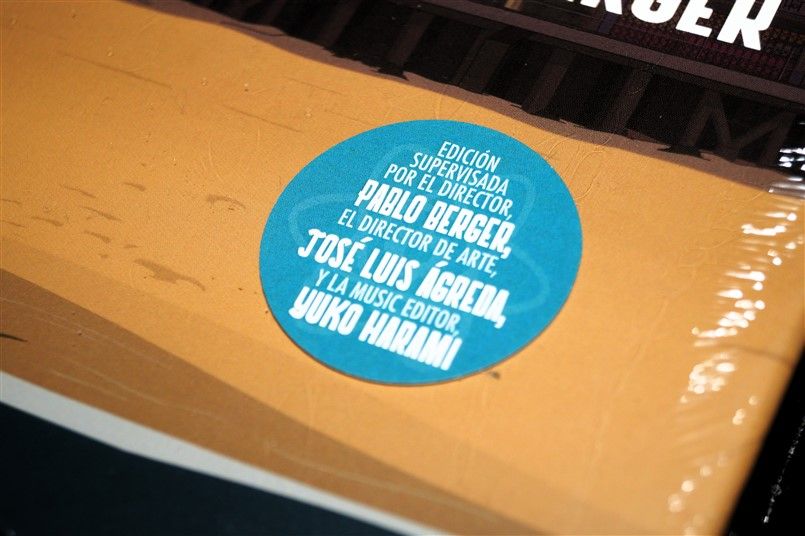 BERGER
EDICIÓN
SUPERVISADA
POR EL DIRECTOR,
PABLO BERGER,
EL DIRECTOR DE ARTE,
JOSÉ LUIS ÁGREDA,
Y LA MUSIC EDITOR,
YUKO HARAMI